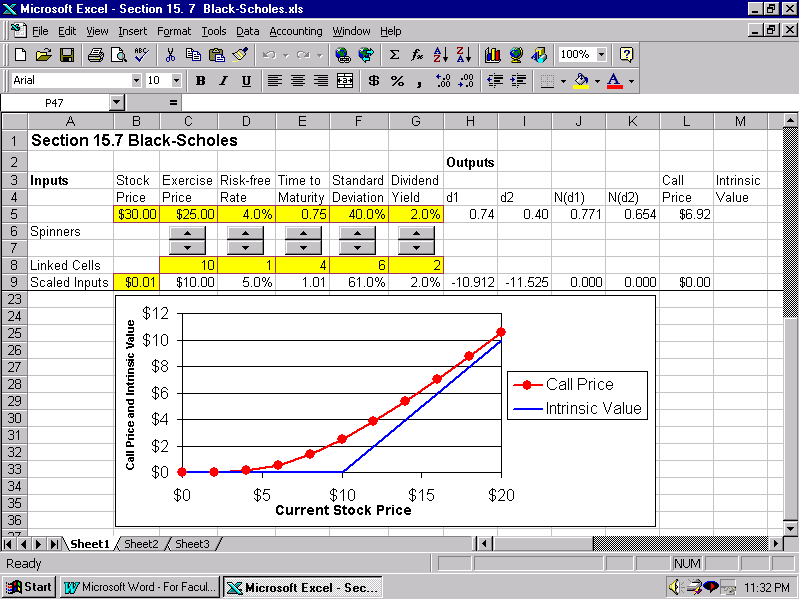 Microsoft Excel - Section 15. 7 Black-Scholes.xls
File Edit View Insert Format Tools Data Accounting Window Help
100%
Arial 10 B I U $ % ,
P47 =
A B C D E F G H I J K L M
1 Section 15.7 Black-Scholes
2 Outputs
3 Inputs Stock Exercise Risk-free Time to Standard Dividend Call Intrinsic
4 Price Price Rate Maturity Deviation Yield d1 d2 N(d1) N(d2) Price Value
5 $30.00 $25.00 4.0% 0.75 40.0% 2.0% 0.74 0.40 0.771 0.654 $6.92
6 Spinners
7
8 Linked Cells 10 1 4 6 2
9 Scaled Inputs $0.01 $10.00 5.0% 1.01 61.0% 2.0% -10.912 -11.525 0.000 0.000 $0.00
23
24
25
26
27
28
29
30
31
32
33
34
35
36
37
Call Price and Intrinsic Value
$12
$10
$8
$6
$4
$2
$0
$0 $5 $10 $15 $20
Current Stock Price
Call Price
Intrinsic Value
Sheet1 Sheet2 Sheet3
Ready NUM
Start Microsoft Word - For Facul... Microsoft Excel - Sec... 11:32 PM